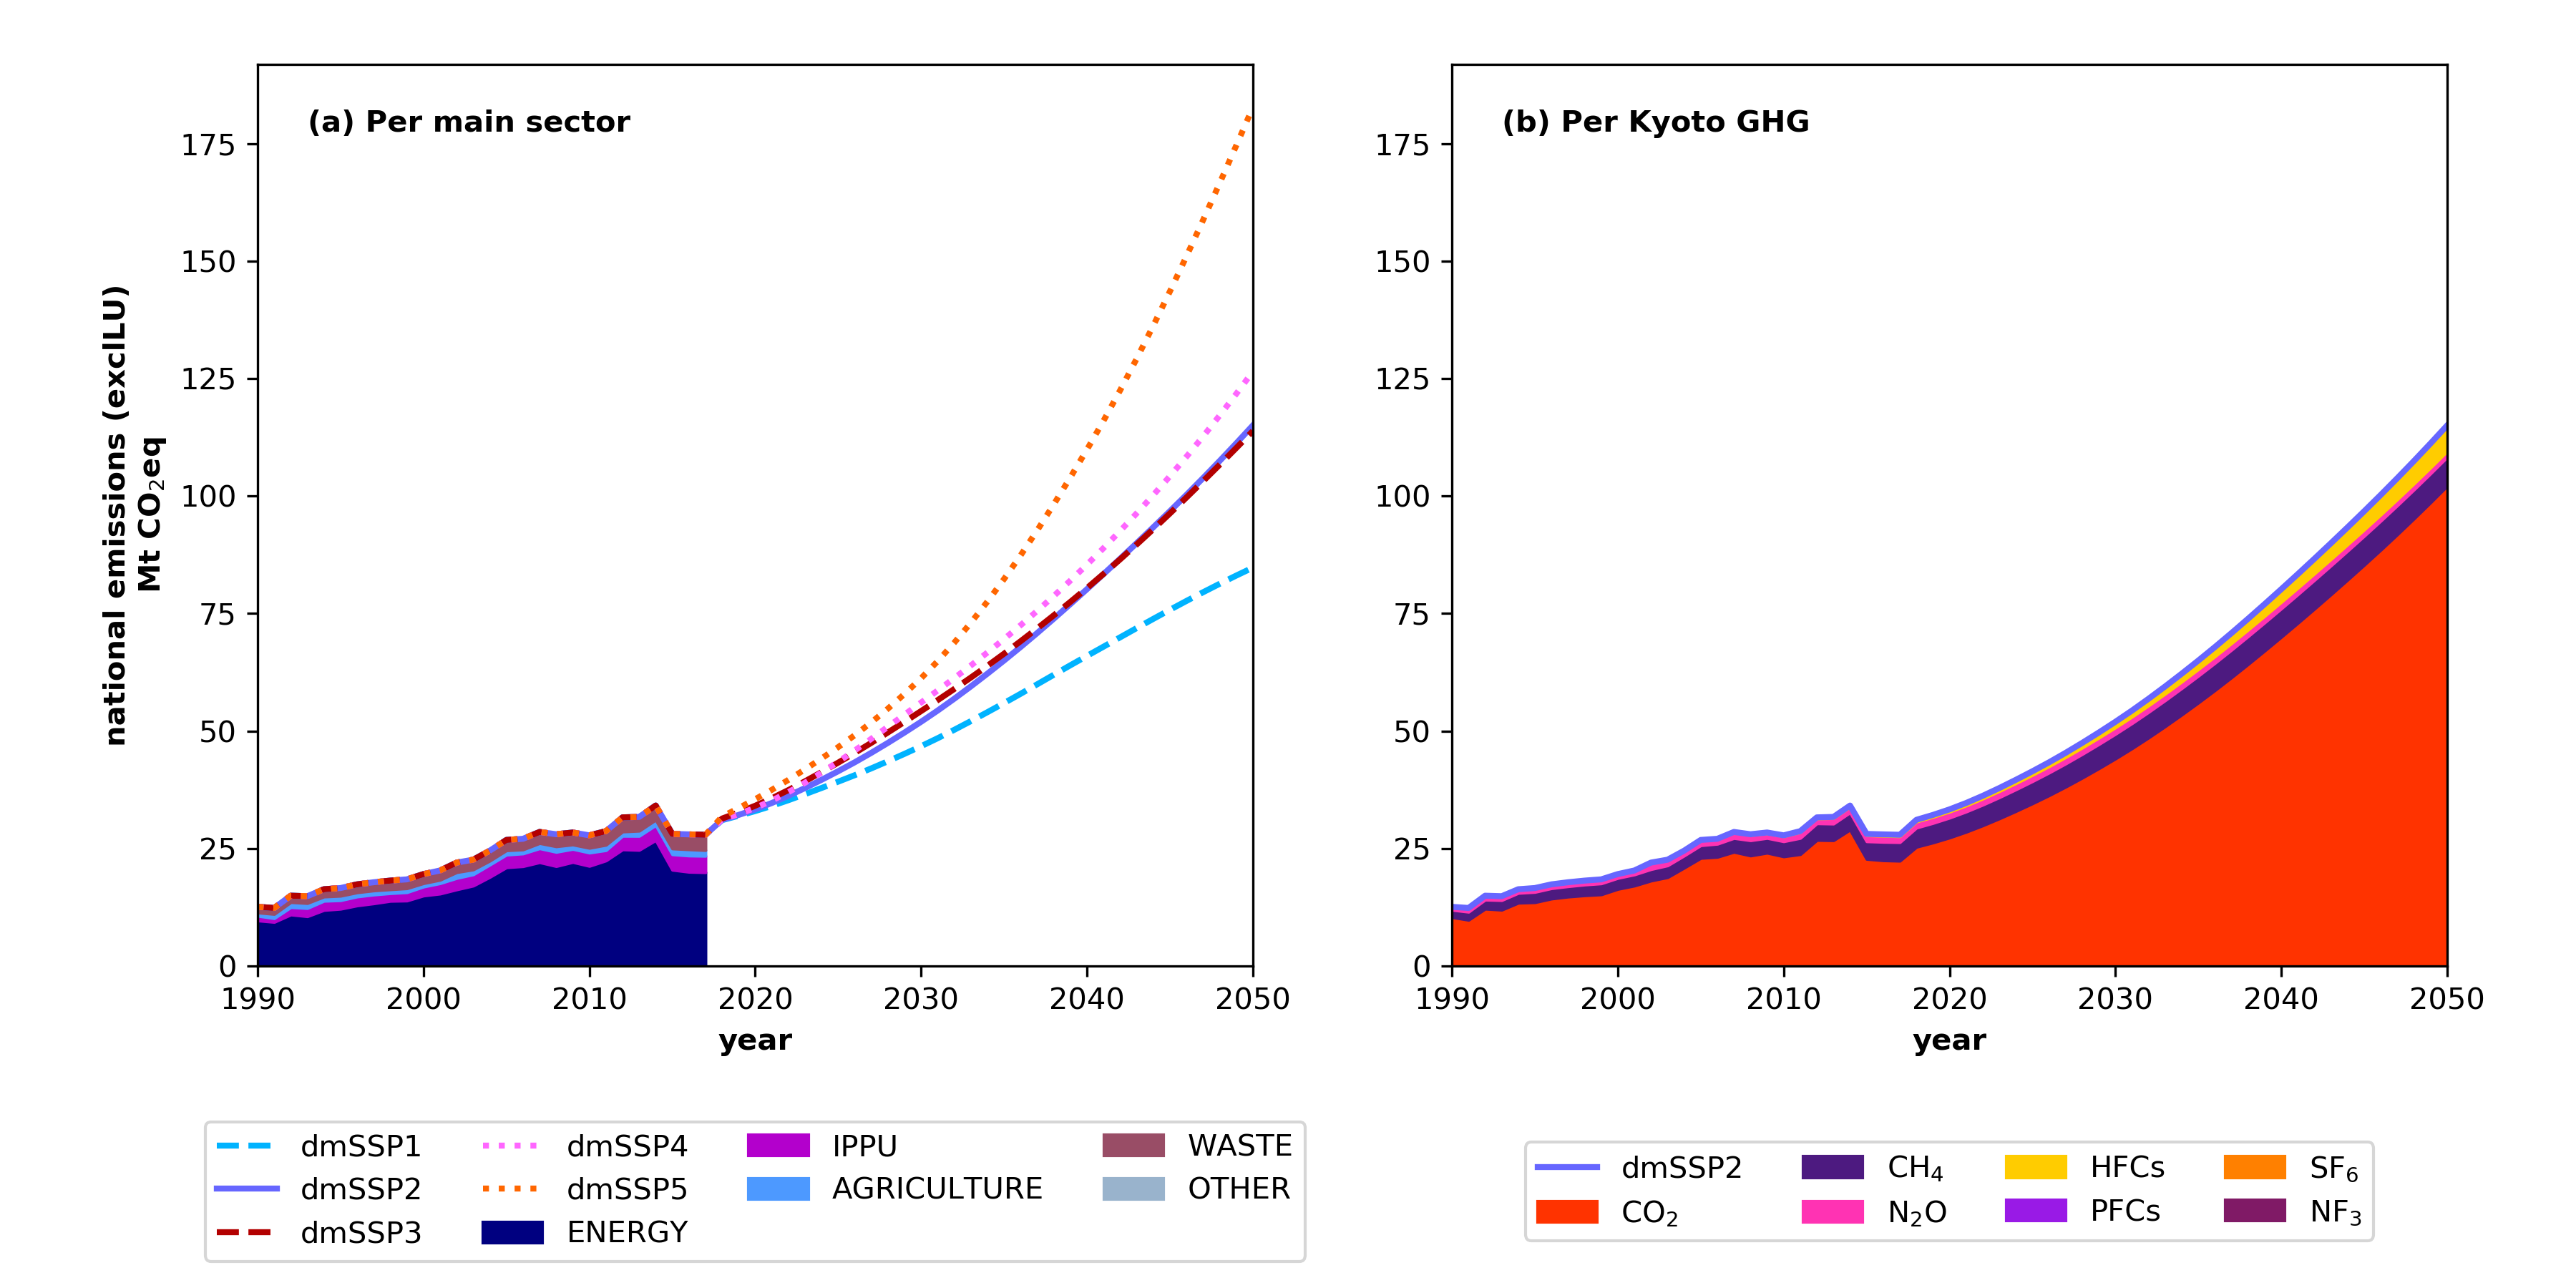 (a) Per main sector
175
150
125
100
75
50
25
0
1990 2000 2010 2020 2030 2040 2050
year
national emissions (exclLU)
Mt CO₂eq
dmSSP1 dmSSP4 IPPU WASTE
dmSSP2 dmSSP5 AGRICULTURE OTHER
dmSSP3 ENERGY
(b) Per Kyoto GHG
175
150
125
100
75
50
25
0
1990 2000 2010 2020 2030 2040 2050
year
dmSSP2 CH₄ HFCs SF₆
CO₂ N₂O PFCs NF₃